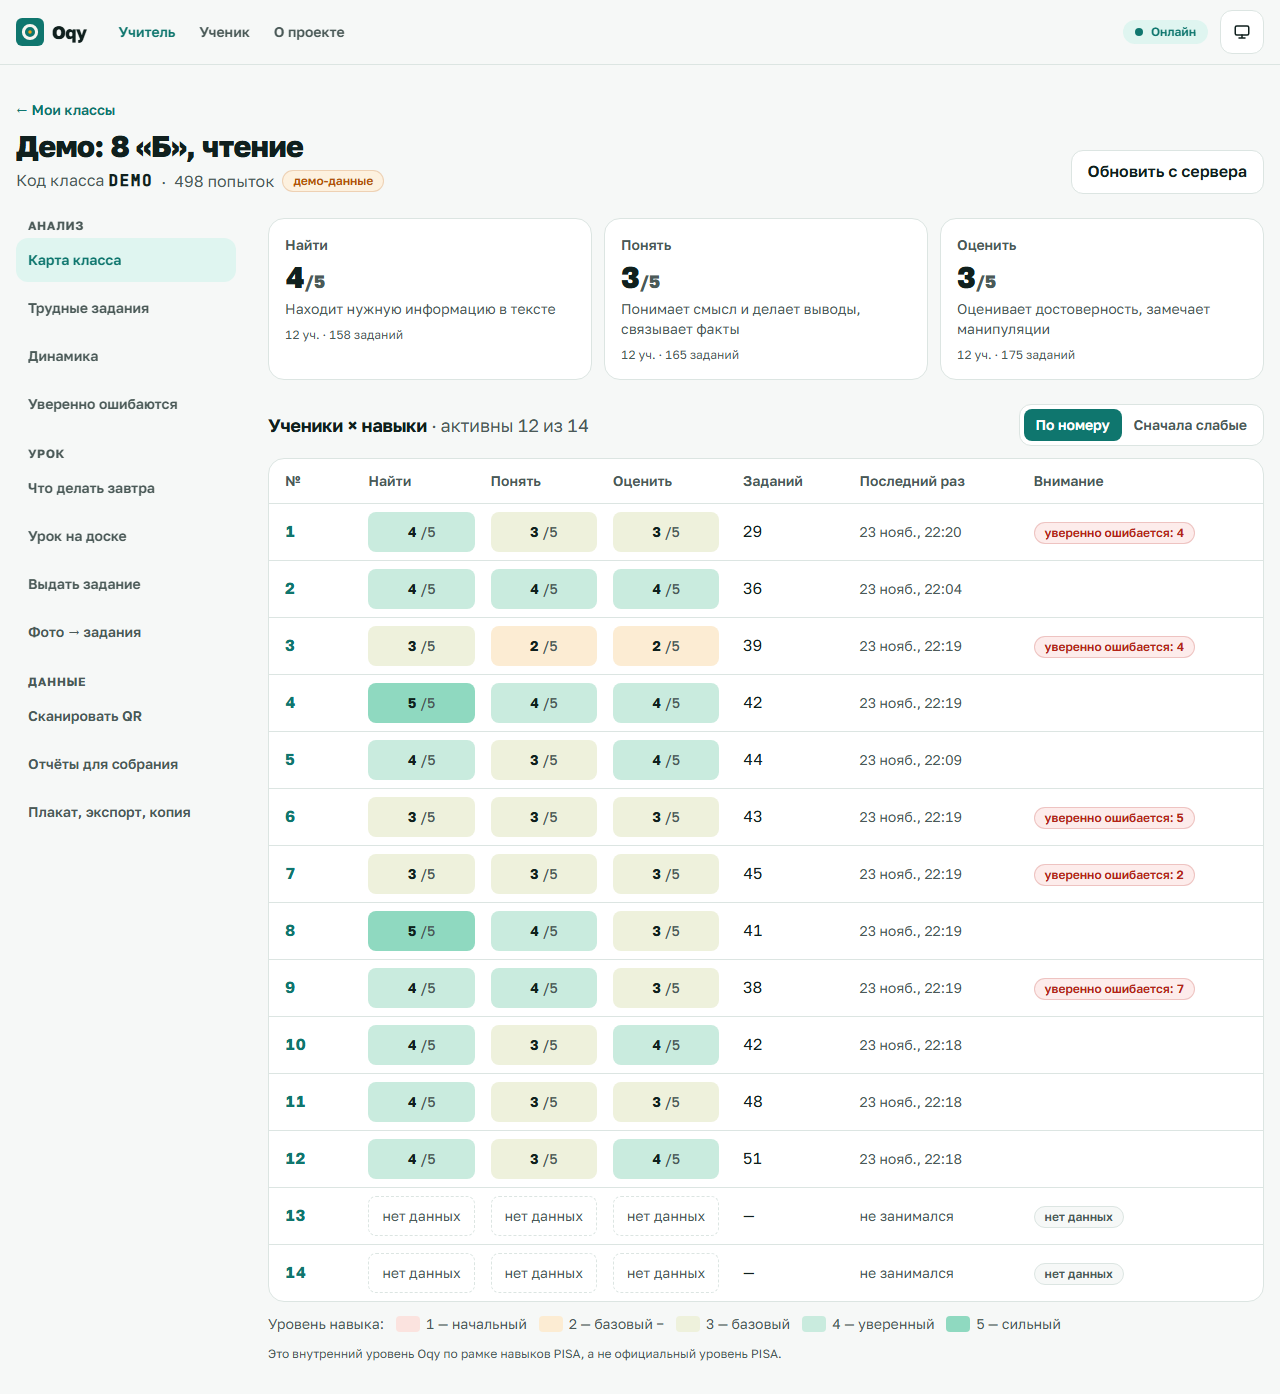 Oqy
Учитель
Ученик
О проекте
Онлайн
← Мои классы
Демо: 8 «Б», чтение
Код класса DEMO · 498 попыток демо-данные
Обновить с сервера
АНАЛИЗ
Карта класса
Трудные задания
Динамика
Уверенно ошибаются
УРОК
Что делать завтра
Урок на доске
Выдать задание
Фото → задания
ДАННЫЕ
Сканировать QR
Отчёты для собрания
Плакат, экспорт, копия
Найти
4/5
Находит нужную информацию в тексте
12 уч. · 158 заданий
Понять
3/5
Понимает смысл и делает выводы,
связывает факты
12 уч. · 165 заданий
Оценить
3/5
Оценивает достоверность, замечает
манипуляции
12 уч. · 175 заданий
Ученики × навыки · активны 12 из 14
По номеру
Сначала слабые
№ Найти Понять Оценить Заданий Последний раз Внимание
1 4 /5 3 /5 3 /5 29 23 нояб., 22:20 уверенно ошибается: 4
2 4 /5 4 /5 4 /5 36 23 нояб., 22:04
3 3 /5 2 /5 2 /5 39 23 нояб., 22:19 уверенно ошибается: 4
4 5 /5 4 /5 4 /5 42 23 нояб., 22:19
5 4 /5 3 /5 4 /5 44 23 нояб., 22:09
6 3 /5 3 /5 3 /5 43 23 нояб., 22:19 уверенно ошибается: 5
7 3 /5 3 /5 3 /5 45 23 нояб., 22:19 уверенно ошибается: 2
8 5 /5 4 /5 3 /5 41 23 нояб., 22:19
9 4 /5 4 /5 3 /5 38 23 нояб., 22:19 уверенно ошибается: 7
10 4 /5 3 /5 4 /5 42 23 нояб., 22:18
11 4 /5 3 /5 3 /5 48 23 нояб., 22:18
12 4 /5 3 /5 4 /5 51 23 нояб., 22:18
13 нет данных нет данных нет данных — не занимался нет данных
14 нет данных нет данных нет данных — не занимался нет данных
Уровень навыка: 1 — начальный 2 — базовый − 3 — базовый 4 — уверенный 5 — сильный
Это внутренний уровень Oqy по рамке навыков PISA, а не официальный уровень PISA.